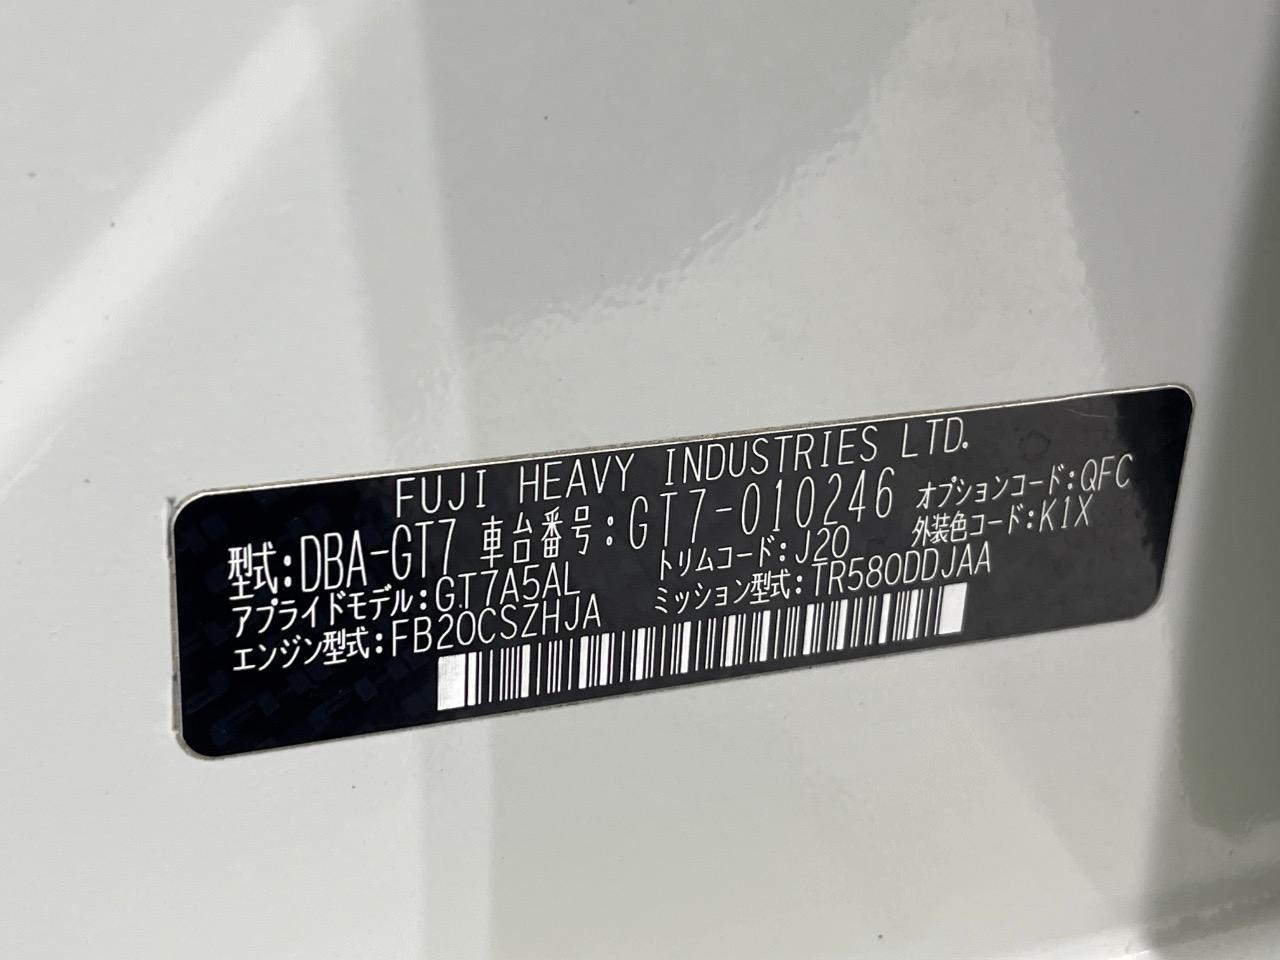 FUJI HEAVY INDUSTRIES LTD.
型式:DBA-GT7 車台番号:GT7-010246 オプションコード:QFC
アプライドモデル:GT7A5AL トリムコード:J20 外装色コード:K1X
エンジン型式:FB20CSZHJA ミッション型式:TR580DDJAA